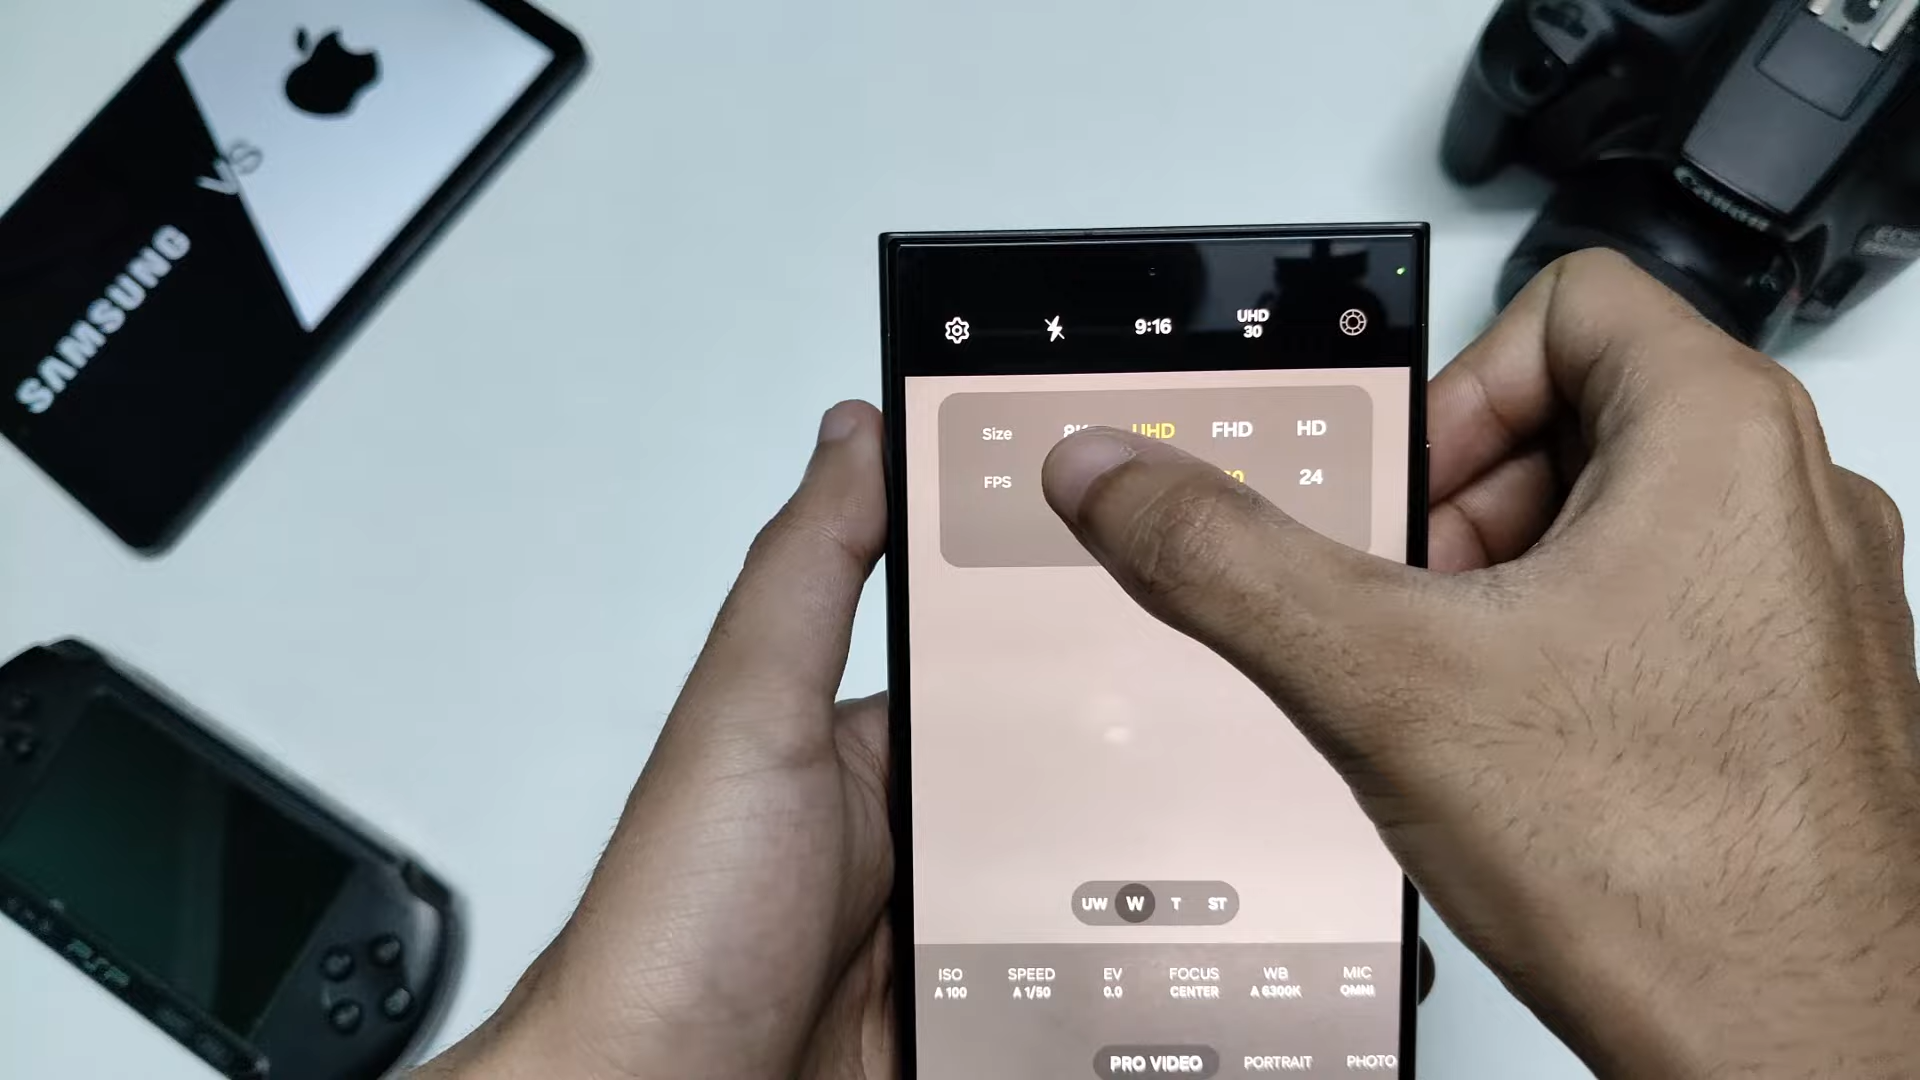 SAMSUNG
VS
Canon
PSP
9:16
UHD
30
Size UHD FHD HD
FPS 24
UW W T ST
ISO SPEED EV FOCUS WB MIC
A 100 A 1/50 0.0 CENTER A 6300K OMNI
PRO VIDEO PORTRAIT PHOTO